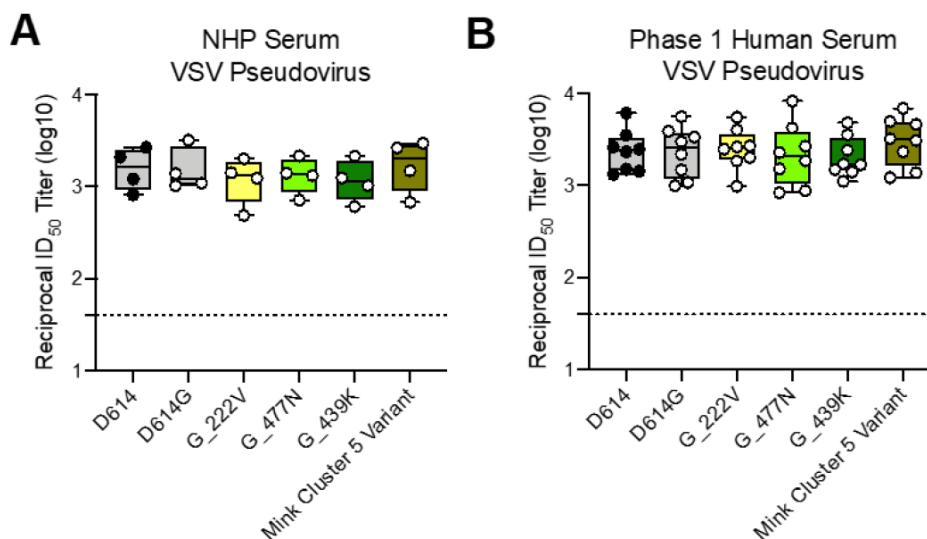 A
NHP Serum
VSV Pseudovirus
Reciprocal ID50 Titer (log10)
4
3
2
1
D614
D614G
G_222V
G_477N
G_439K
Mink Cluster 5 Variant
B
Phase 1 Human Serum
VSV Pseudovirus
Reciprocal ID50 Titer (log10)
4
3
2
1
D614
D614G
G_222V
G_477N
G_439K
Mink Cluster 5 Variant